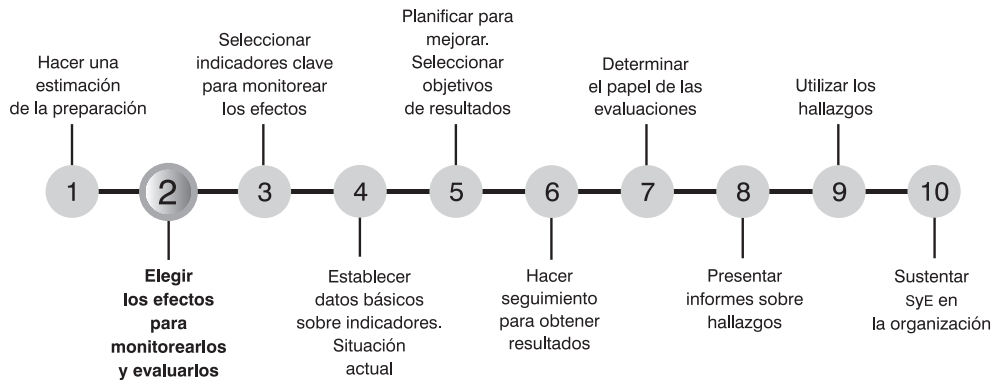 Hacer una
estimación
de la preparación
Seleccionar
indicadores clave
para monitorear
los efectos
Planificar para
mejorar.
Seleccionar
objetivos
de resultados
Determinar
el papel de las
evaluaciones
Utilizar los
hallazgos
1 2 3 4 5 6 7 8 9 10
Elegir
los efectos
para
monitorearlos
y evaluarlos
Establecer
datos básicos
sobre indicadores.
Situación
actual
Hacer
seguimiento
para obtener
resultados
Presentar
informes sobre
hallazgos
Sustentar
SyE en
la organización